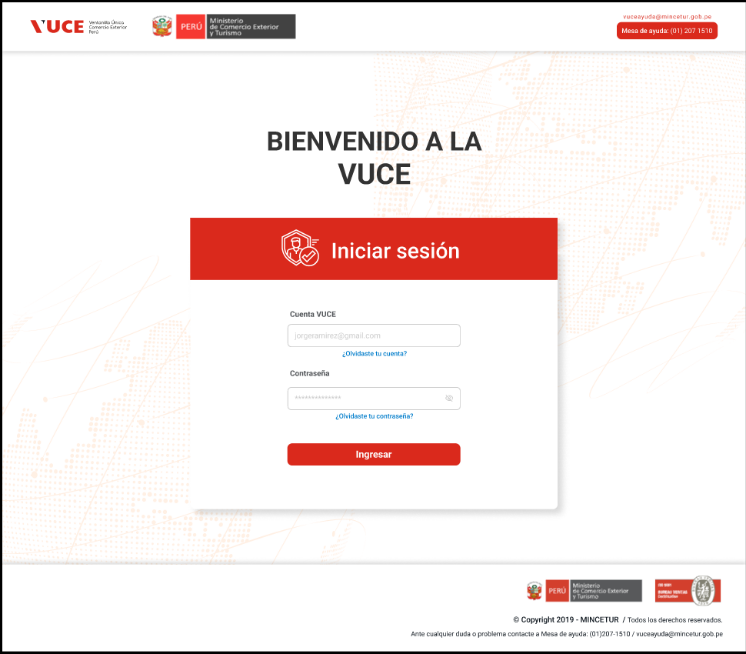 VUCE Ventanilla Única
Comercio Exterior
Perú
PERÚ Ministerio
de Comercio Exterior
y Turismo
vuceayuda@mincetur.gob.pe
Mesa de ayuda: (01) 207 1510
BIENVENIDO A LA
VUCE
Iniciar sesión
Cuenta VUCE
jorgeramirez@gmail.com
¿Olvidaste tu cuenta?
Contraseña
**************
¿Olvidaste tu contraseña?
Ingresar
PERÚ Ministerio
de Comercio Exterior
y Turismo
BUREAU VERITAS
Certification
© Copyright 2019 - MINCETUR / Todos los derechos reservados.
Ante cualquier duda o problema contacte a Mesa de ayuda: (01)207-1510 / vuceayuda@mincetur.gob.pe